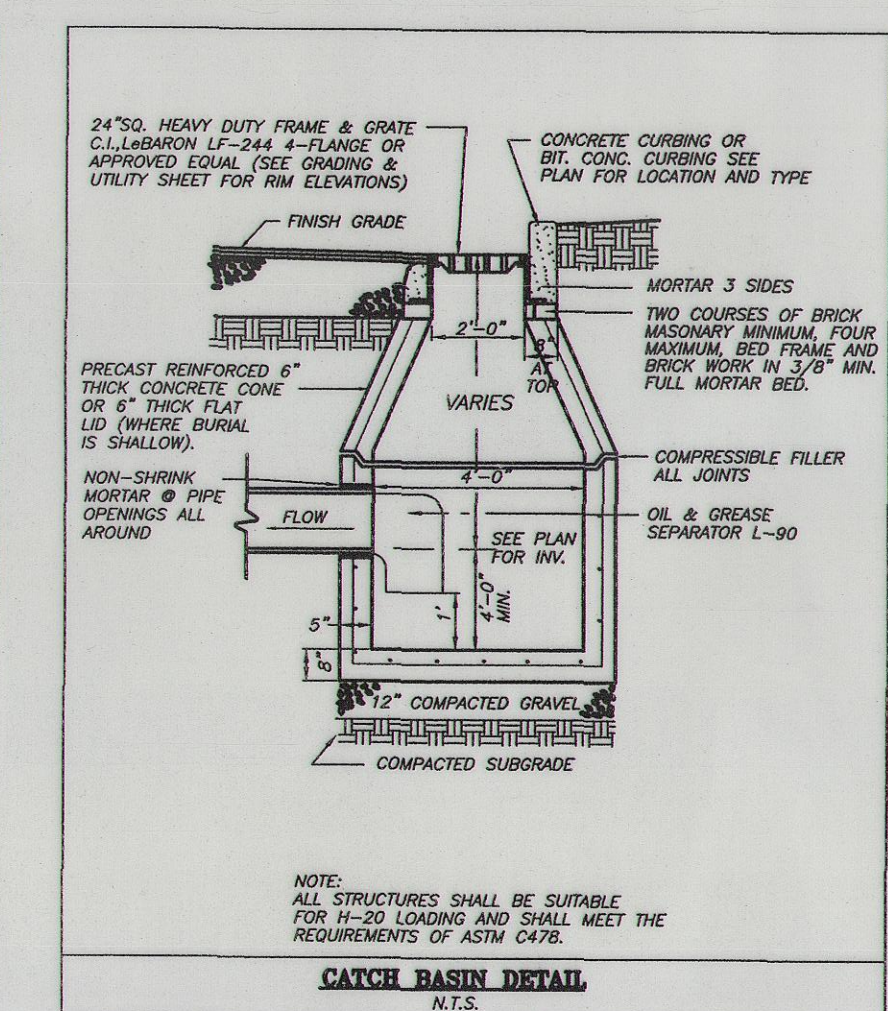 24"SQ. HEAVY DUTY FRAME & GRATE
C.I.,LeBARON LF-244 4-FLANGE OR
APPROVED EQUAL (SEE GRADING &
UTILITY SHEET FOR RIM ELEVATIONS)
CONCRETE CURBING OR
BIT. CONC. CURBING SEE
PLAN FOR LOCATION AND TYPE
FINISH GRADE
MORTAR 3 SIDES
TWO COURSES OF BRICK
MASONARY MINIMUM, FOUR
MAXIMUM, BED FRAME AND
BRICK WORK IN 3/8" MIN.
FULL MORTAR BED.
2'-0"
8"
AT
TOP
PRECAST REINFORCED 6"
THICK CONCRETE CONE
OR 6" THICK FLAT
LID (WHERE BURIAL
IS SHALLOW).
VARIES
COMPRESSIBLE FILLER
ALL JOINTS
NON-SHRINK
MORTAR @ PIPE
OPENINGS ALL
AROUND
4'-0"
FLOW
OIL & GREASE
SEPARATOR L-90
SEE PLAN
FOR INV.
4'-0"
MIN.
1'
5"
8"
12" COMPACTED GRAVEL
COMPACTED SUBGRADE
NOTE:
ALL STRUCTURES SHALL BE SUITABLE
FOR H-20 LOADING AND SHALL MEET THE
REQUIREMENTS OF ASTM C478.
CATCH BASIN DETAIL
N.T.S.